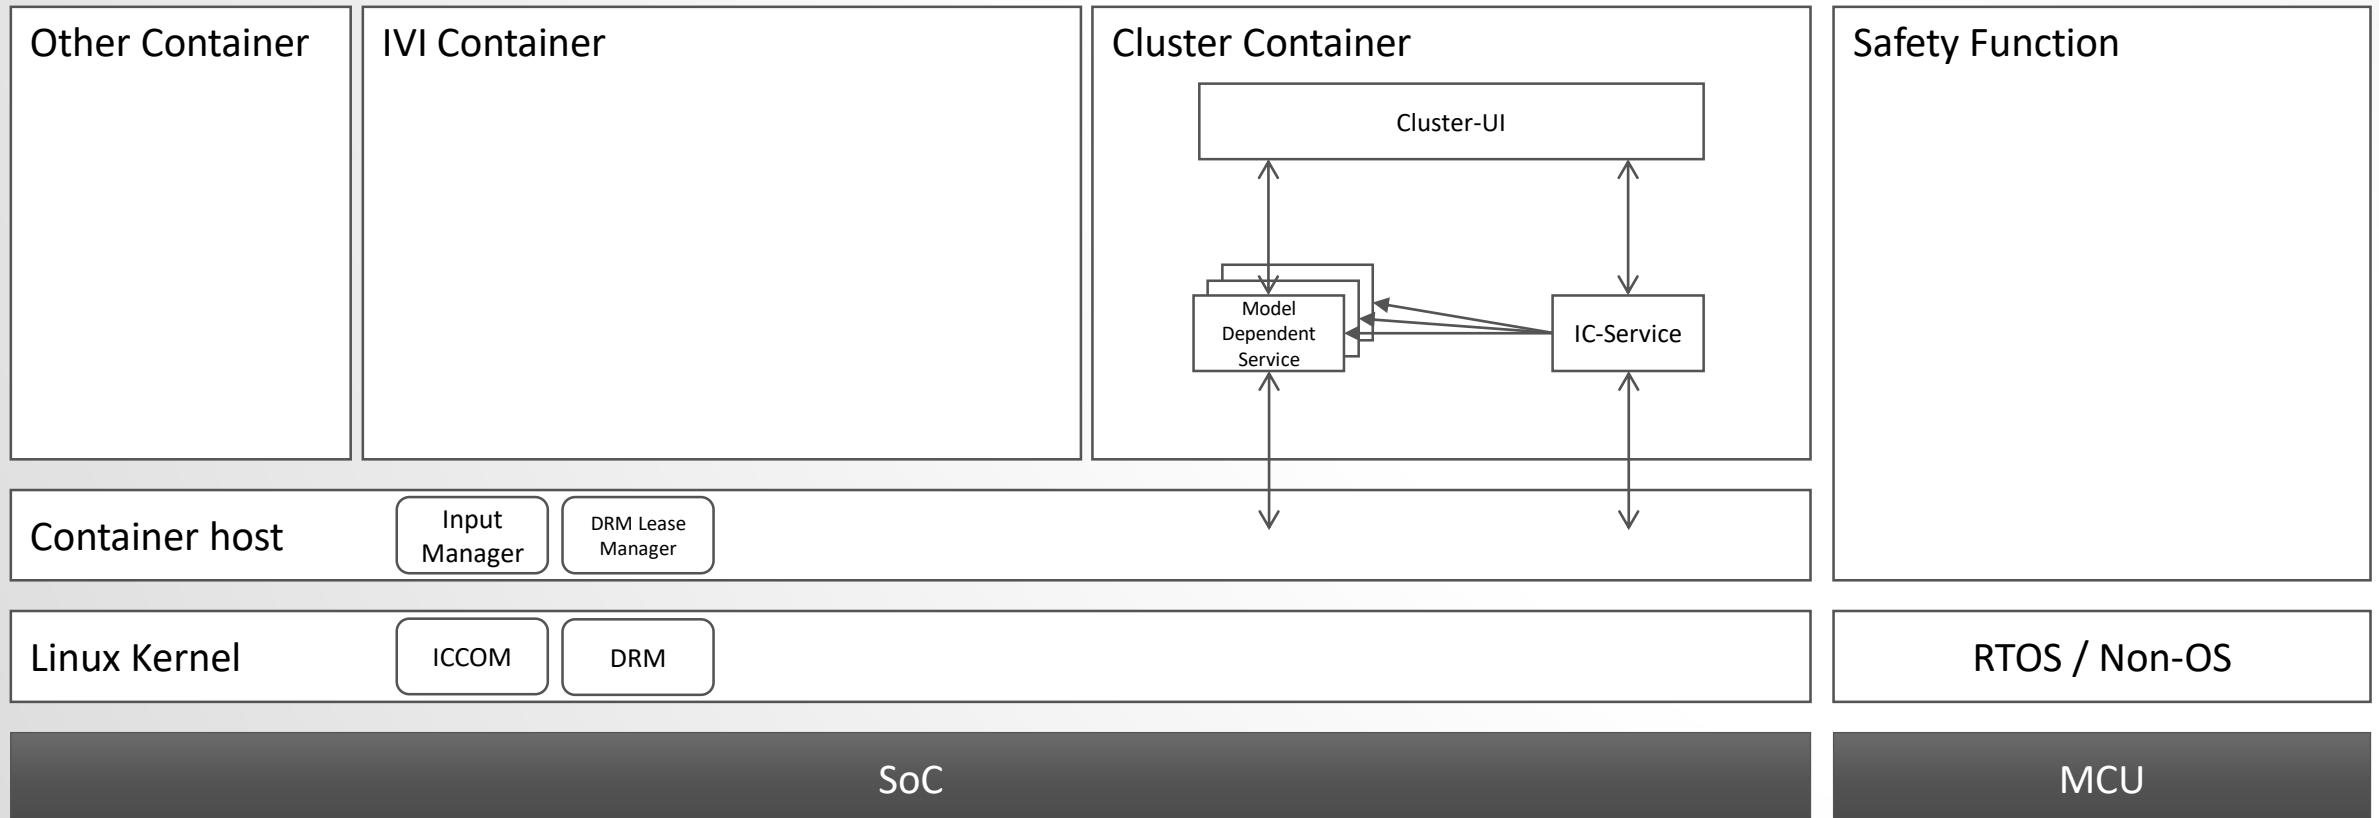 Other Container
IVI Container
Cluster Container
Safety Function
Cluster-UI
Model
Dependent
Service
IC-Service
Container host
Input
Manager
DRM Lease
Manager
Linux Kernel
ICCOM
DRM
RTOS / Non-OS
SoC
MCU